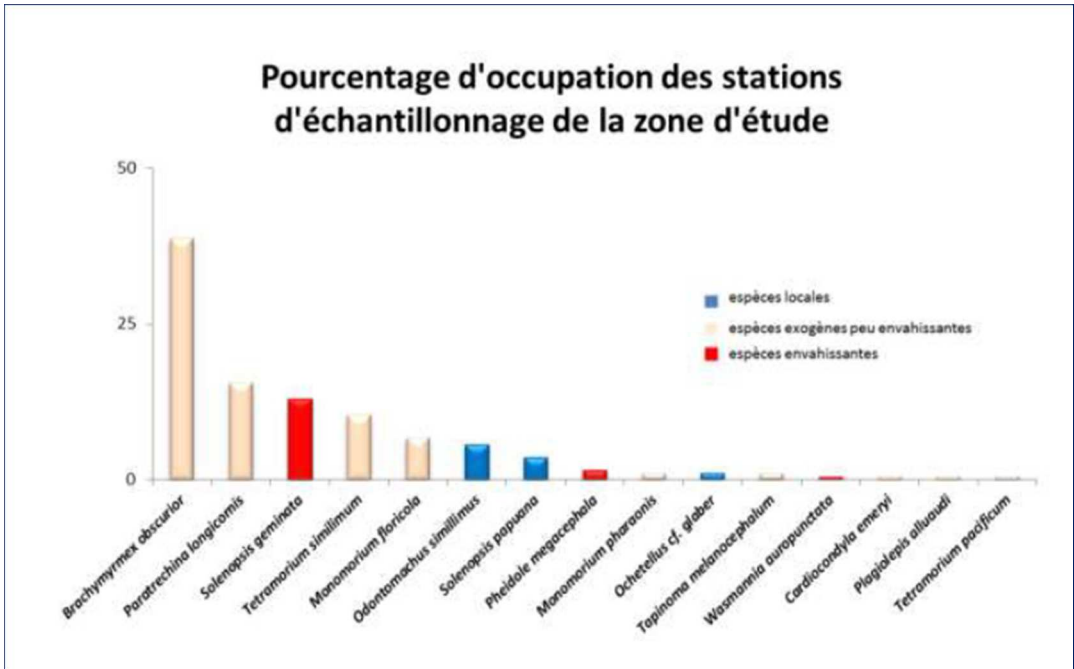 Pourcentage d'occupation des stations
d'échantillonnage de la zone d'étude
50
25
0
espèces locales
espèces exogènes peu envahissantes
espèces envahissantes
Brachymyrmex obscurior
Paratrechina longicornis
Solenopsis geminata
Tetramorium similimum
Monomorium floricola
Odontomachus simillimus
Solenopsis papuana
Pheidole megacephala
Monomorium pharaonis
Ochetellus cf. glaber
Tapinoma melanocephalum
Wasmannia auropunctata
Cardiocondyla emeryi
Plagiolepis alluaudi
Tetramorium pacificum